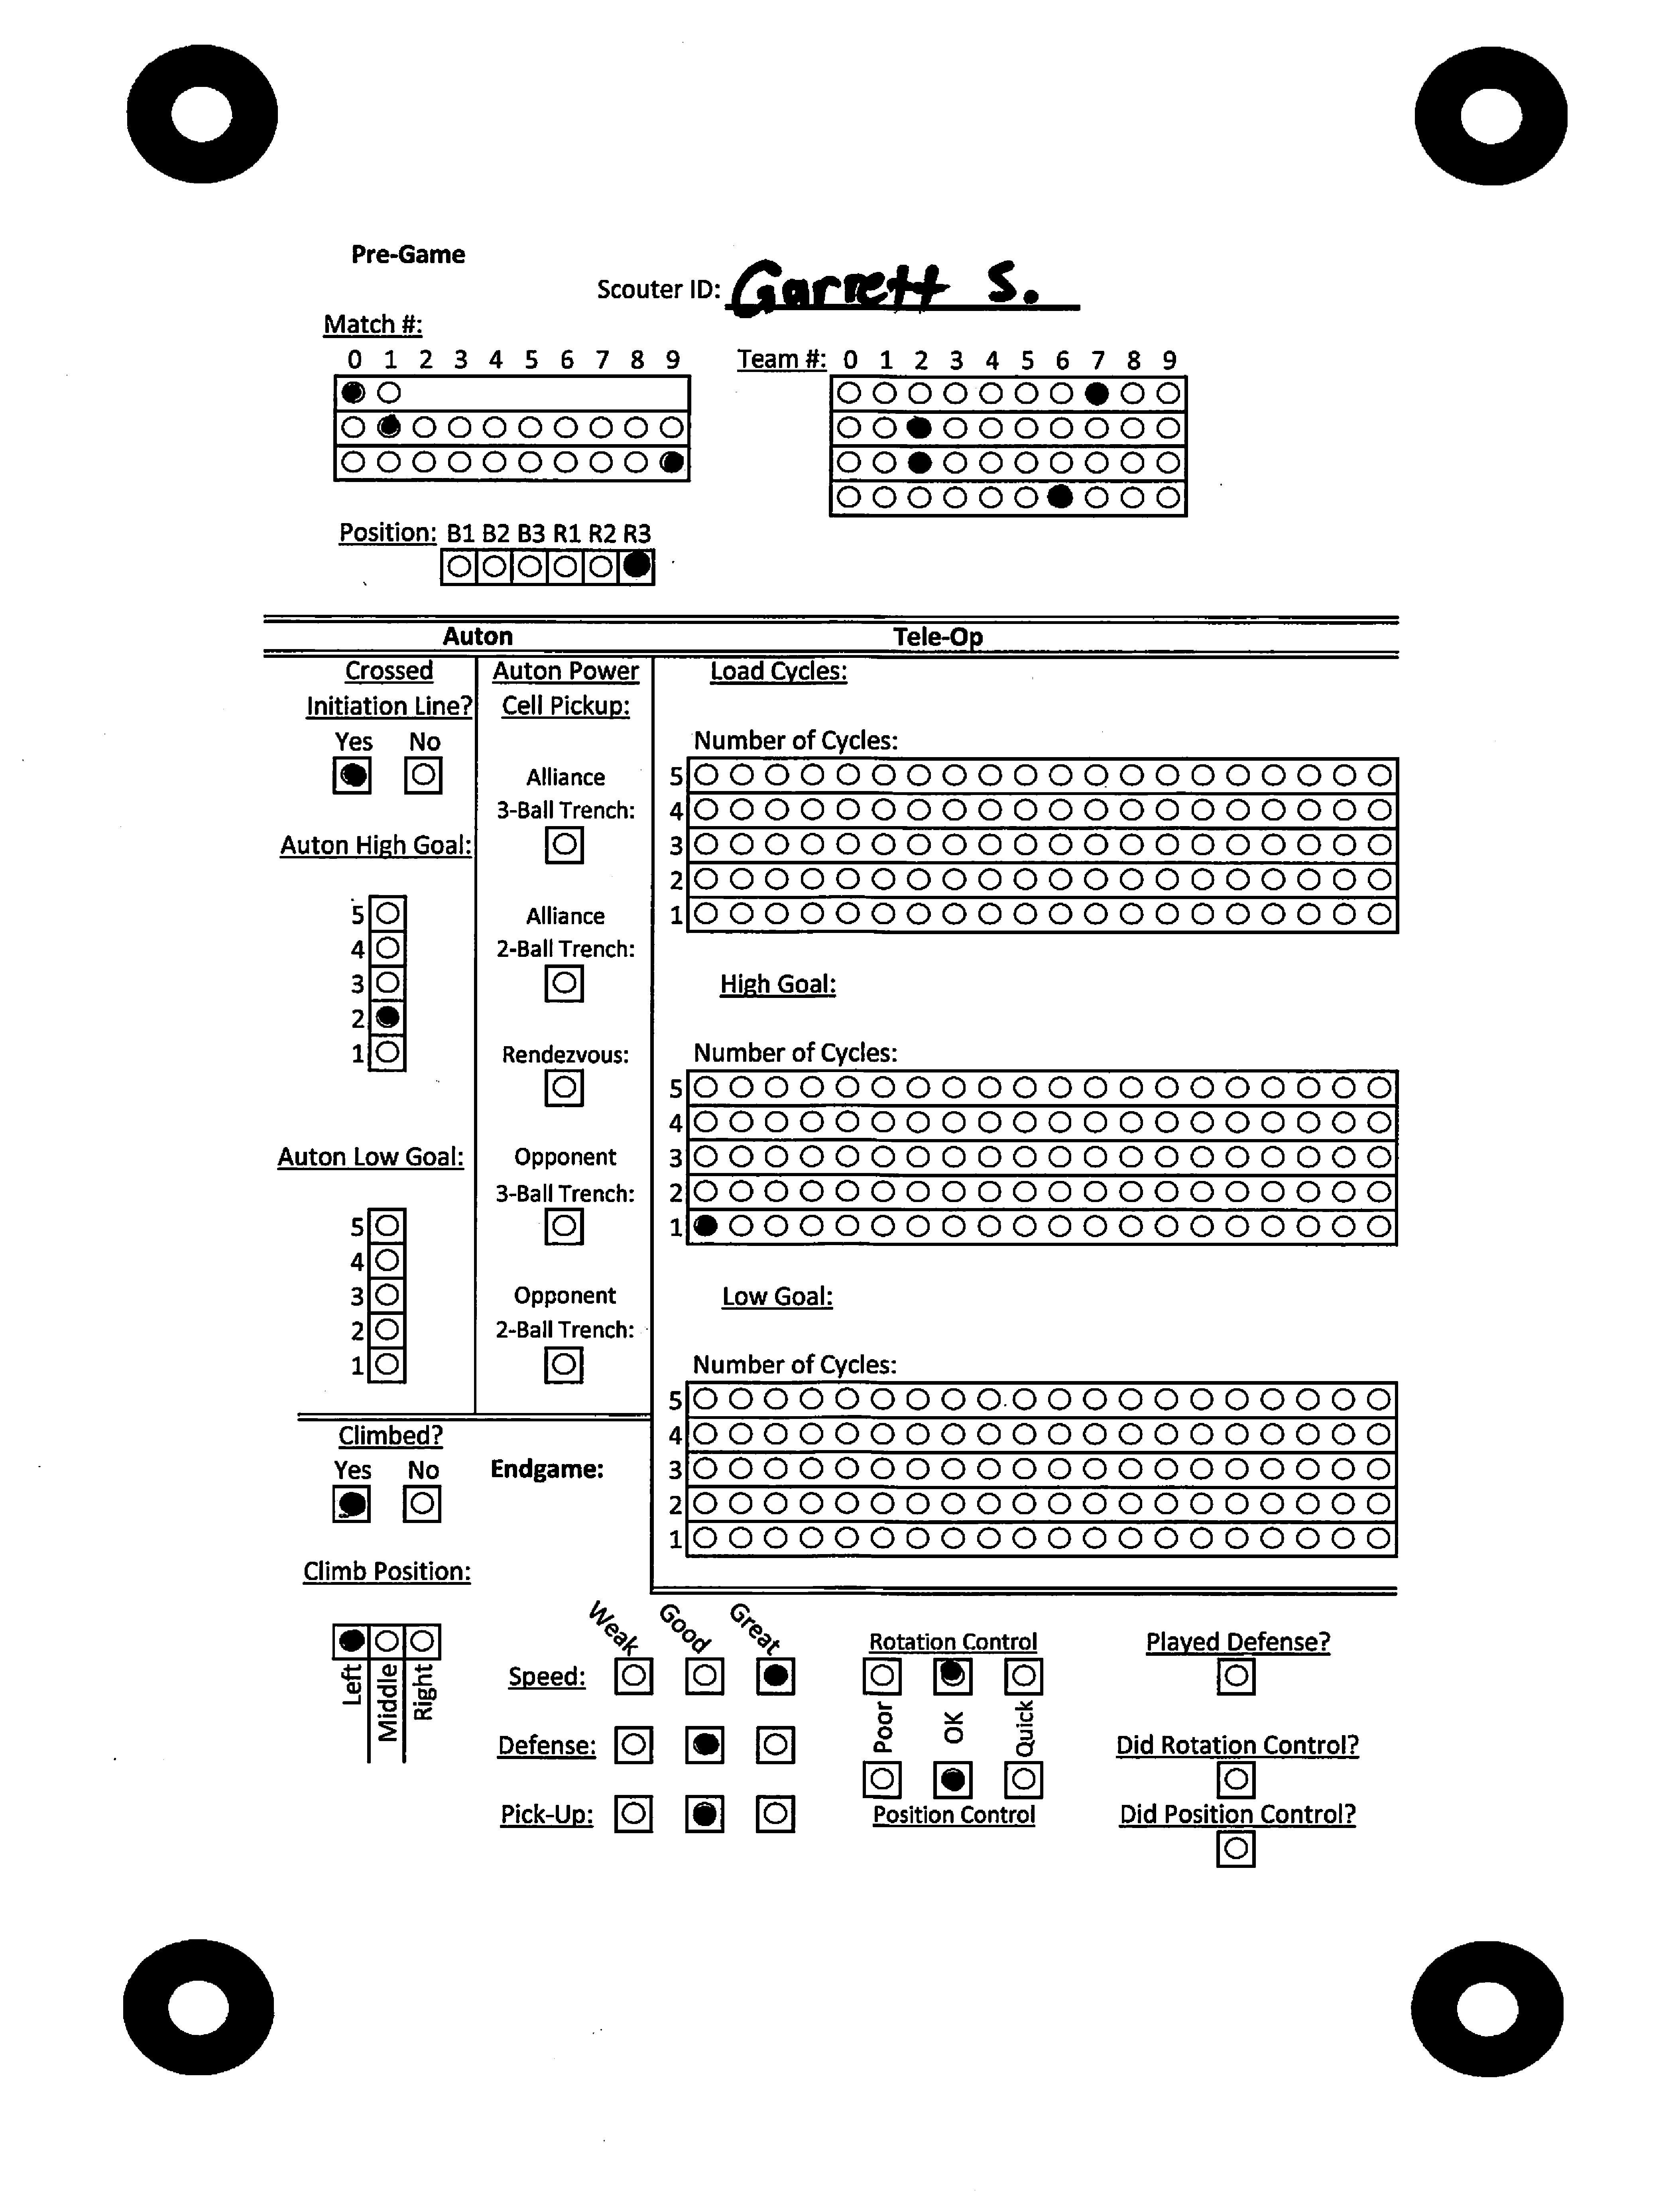 Pre-Game
Scouter ID: Garrett S.
Match #:
0 1 2 3 4 5 6 7 8 9
Team #: 0 1 2 3 4 5 6 7 8 9
Position: B1 B2 B3 R1 R2 R3
Auton
Tele-Op
Crossed
Initiation Line?
Yes No
Auton High Goal:
5
4
3
2
1
Auton Low Goal:
5
4
3
2
1
Auton Power
Cell Pickup:
Alliance
3-Ball Trench:
Alliance
2-Ball Trench:
Rendezvous:
Opponent
3-Ball Trench:
Opponent
2-Ball Trench:
Load Cycles:
Number of Cycles:
5
4
3
2
1
High Goal:
Number of Cycles:
5
4
3
2
1
Low Goal:
Number of Cycles:
5
4
3
2
1
Climbed?
Yes No
Endgame:
Climb Position:
Left
Middle
Right
Weak
Good
Great
Speed:
Defense:
Pick-Up:
Rotation Control
Poor
OK
Quick
Position Control
Played Defense?
Did Rotation Control?
Did Position Control?